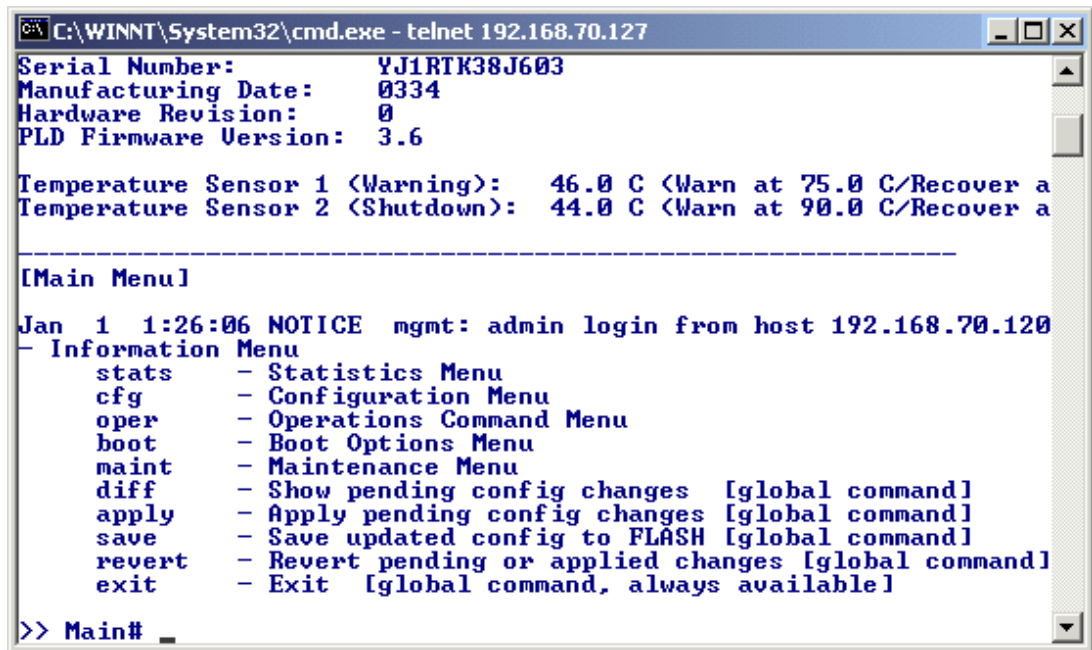 C:\WINNT\System32\cmd.exe - telnet 192.168.70.127
Serial Number:         YJ1RTK38J603
Manufacturing Date:    0334
Hardware Revision:     0
PLD Firmware Version:  3.6
Temperature Sensor 1 (Warning):   46.0 C (Warn at 75.0 C/Recover a
Temperature Sensor 2 (Shutdown):  44.0 C (Warn at 90.0 C/Recover a
------------------------------------------------------------
[Main Menu]
Jan  1  1:26:06 NOTICE  mgmt: admin login from host 192.168.70.120
- Information Menu
     stats    - Statistics Menu
     cfg      - Configuration Menu
     oper     - Operations Command Menu
     boot     - Boot Options Menu
     maint    - Maintenance Menu
     diff     - Show pending config changes  [global command]
     apply    - Apply pending config changes [global command]
     save     - Save updated config to FLASH [global command]
     revert   - Revert pending or applied changes [global command]
     exit     - Exit  [global command, always available]
>> Main# _